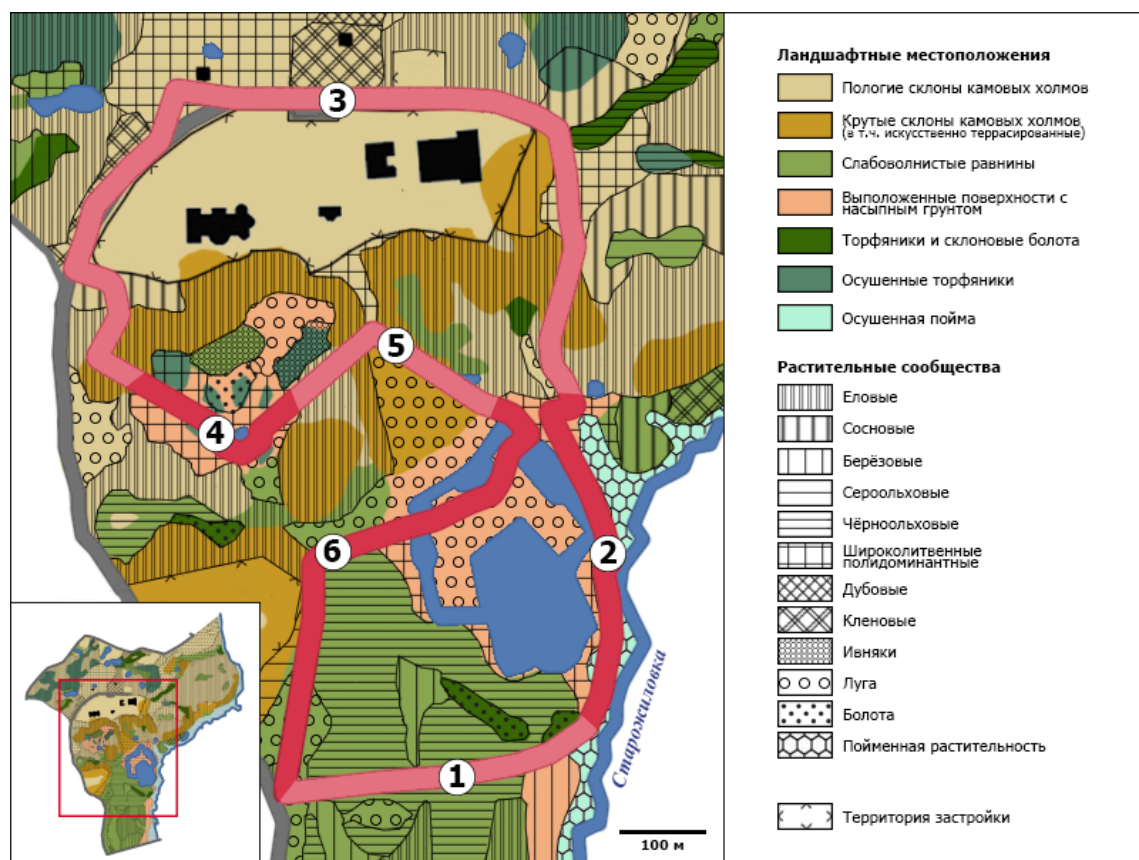 3
5
4
6
2
1
Старожиловка
100 м
Ландшафтные местоположения
Пологие склоны камовых холмов
Крутые склоны камовых холмов
(в т.ч. искусственно террасированные)
Слабоволнистые равнины
Выположенные поверхности с
насыпным грунтом
Торфяники и склоновые болота
Осушенные торфяники
Осушенная пойма
Растительные сообщества
Еловые
Сосновые
Берёзовые
Сероольховые
Чёрноольховые
Широколитвенные
полидоминантные
Дубовые
Кленовые
Ивняки
Луга
Болота
Пойменная растительность
Территория застройки